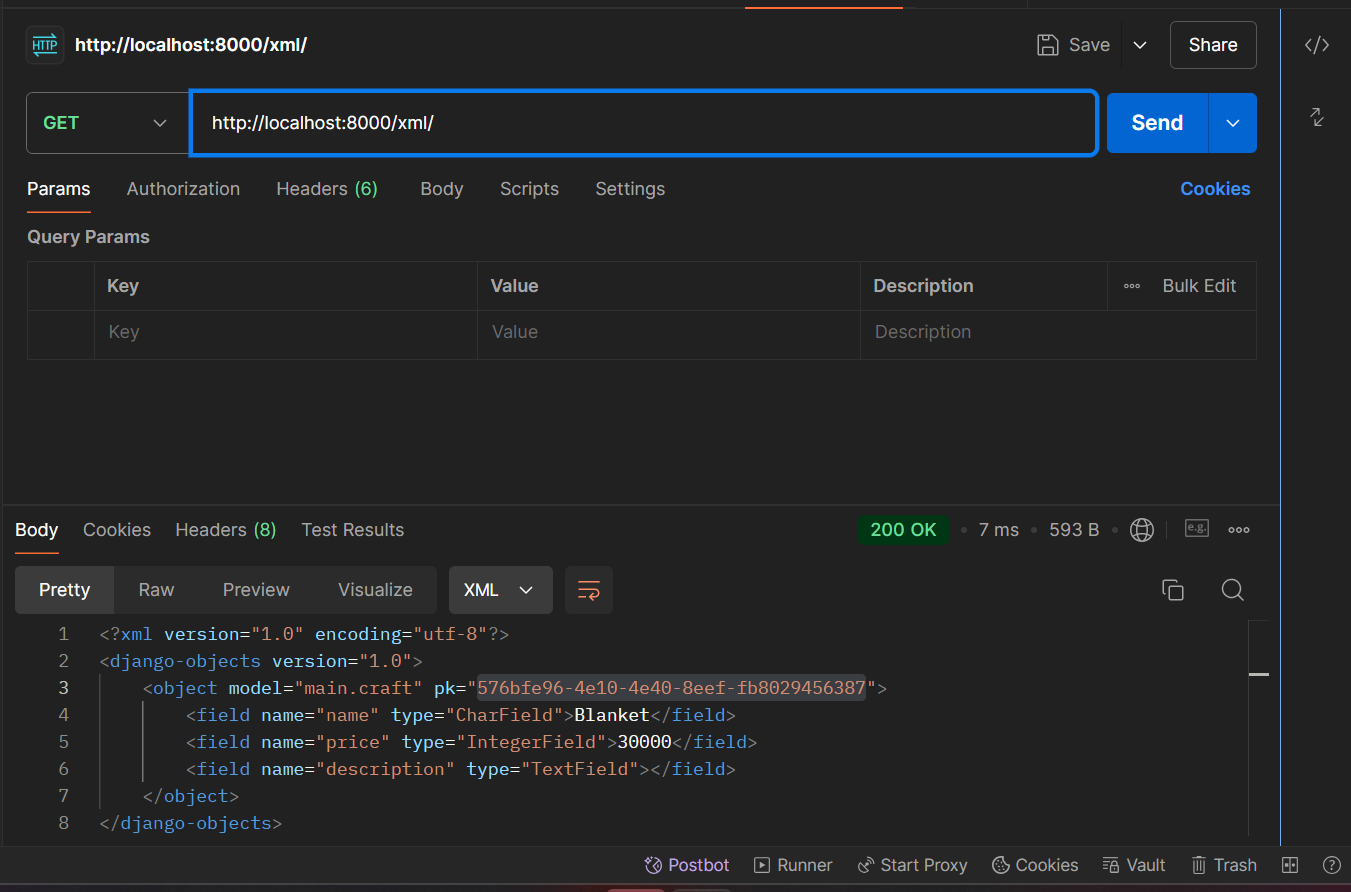 HTTP http://localhost:8000/xml/ Save Share </>
GET http://localhost:8000/xml/ Send
Params Authorization Headers (6) Body Scripts Settings Cookies
Query Params
Key Value Description Bulk Edit
Key Value Description
Body Cookies Headers (8) Test Results 200 OK 7 ms 593 B e.g.
Pretty Raw Preview Visualize XML
1 <?xml version="1.0" encoding="utf-8"?>
2 <django-objects version="1.0">
3 <object model="main.craft" pk="576bfe96-4e10-4e40-8eef-fb8029456387">
4 <field name="name" type="CharField">Blanket</field>
5 <field name="price" type="IntegerField">30000</field>
6 <field name="description" type="TextField"></field>
7 </object>
8 </django-objects>
Postbot Runner Start Proxy Cookies Vault Trash